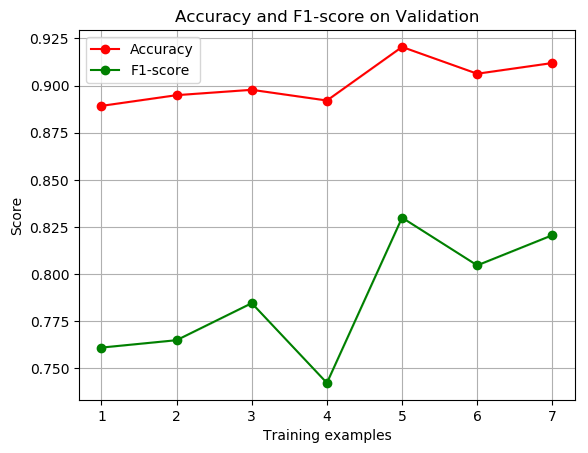 Accuracy and F1-score on Validation
Accuracy
F1-score
0.925
0.900
0.875
0.850
0.825
0.800
0.775
0.750
Score
1 2 3 4 5 6 7
Training examples